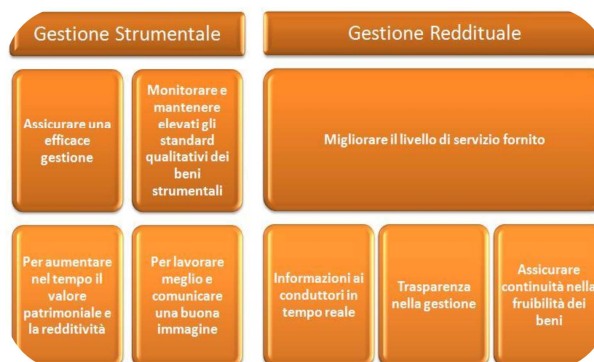 Gestione Strumentale
Gestione Reddituale
Assicurare una
efficace
gestione
Monitorare e
mantenere
elevati gli
standard
qualitativi dei
beni
strumentali
Migliorare il livello di servizio fornito
Per aumentare
nel tempo il
valore
patrimoniale e
la redditività
Per lavorare
meglio e
comunicare
una buona
immagine
Informazioni ai
conduttori in
tempo reale
Trasparenza
nella gestione
Assicurare
continuità nella
fruibilità dei
beni